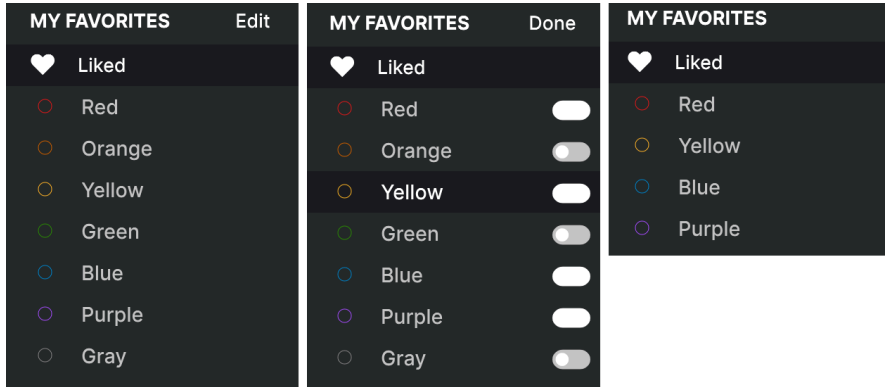 MY FAVORITES Edit
Liked
Red
Orange
Yellow
Green
Blue
Purple
Gray
MY FAVORITES Done
Liked
Red
Orange
Yellow
Green
Blue
Purple
Gray
MY FAVORITES
Liked
Red
Yellow
Blue
Purple